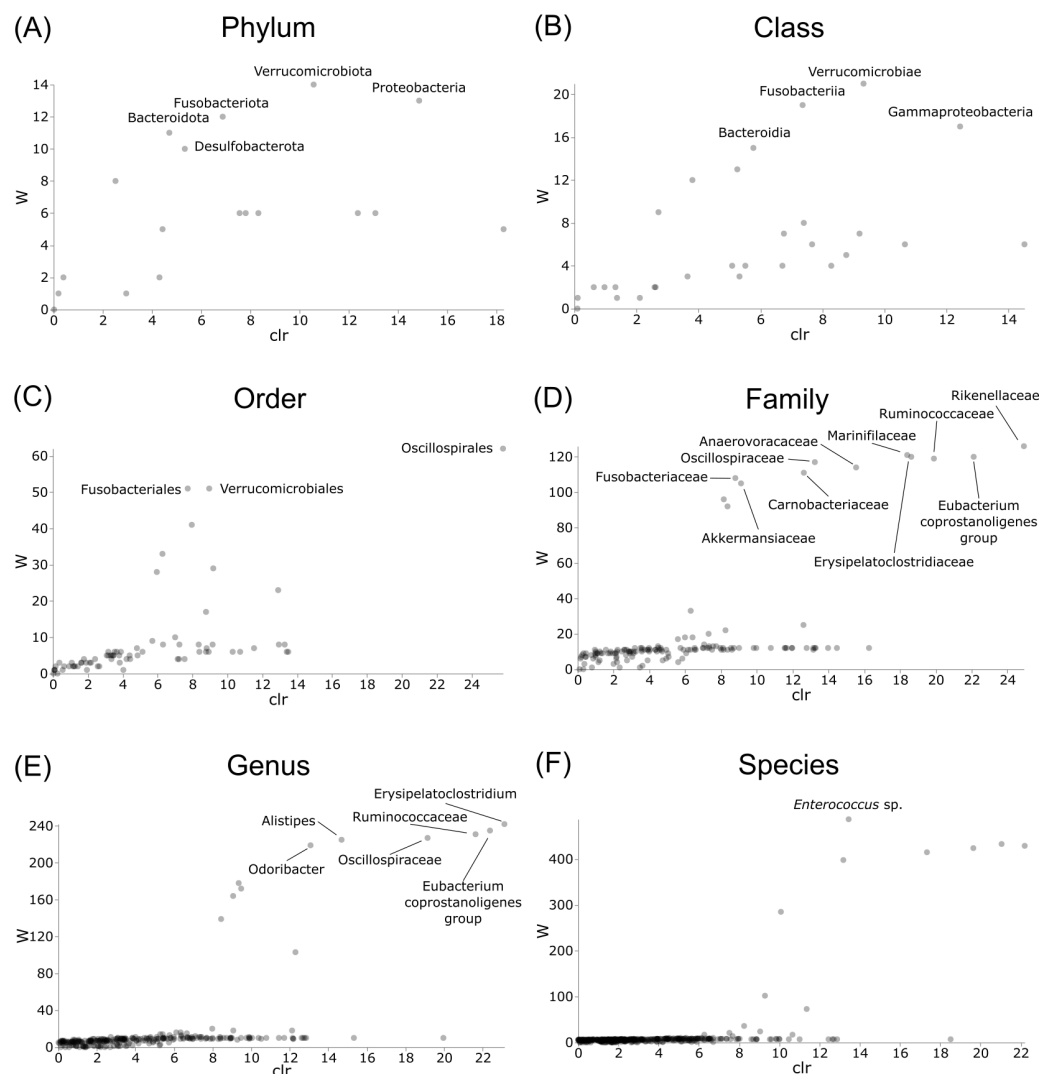 (A) Phylum
Verrucomicrobiota
Proteobacteria
Fusobacteriota
Bacteroidota
Desulfobacterota
14
12
10
8
6
4
2
0
W
0 2 4 6 8 10 12 14 16 18
clr
(B) Class
Verrucomicrobiae
Fusobacteriia
Gammaproteobacteria
Bacteroidia
20
16
12
8
4
0
W
0 2 4 6 8 10 12 14
clr
(C) Order
Oscillospirales
Fusobacteriales
Verrucomicrobiales
60
50
40
30
20
10
0
W
0 2 4 6 8 10 12 14 16 18 20 22 24
clr
(D) Family
Rikenellaceae
Ruminococcaceae
Marinifilaceae
Anaerovoracaceae
Oscillospiraceae
Fusobacteriaceae
Carnobacteriaceae
Akkermansiaceae
Eubacterium
coprostanoligenes
group
Erysipelatoclostridiaceae
120
100
80
60
40
20
0
W
0 2 4 6 8 10 12 14 16 18 20 22 24
clr
(E) Genus
Erysipelatoclostridium
Alistipes
Ruminococcaceae
Odoribacter
Oscillospiraceae
Eubacterium
coprostanoligenes
group
240
200
160
120
80
40
0
W
0 2 4 6 8 10 12 14 16 18 20 22
clr
(F) Species
Enterococcus sp.
400
300
200
100
0
W
0 2 4 6 8 10 12 14 16 18 20 22
clr